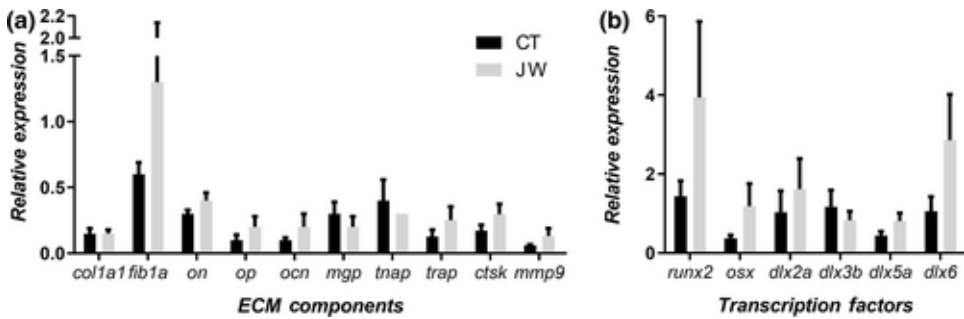 (a)
Relative expression
2.2
2.0
1.5
1.0
0.5
0.0
CT
JW
col1a1 fib1a on op ocn mgp tnap trap ctsk mmp9
ECM components
(b)
Relative expression
6
4
2
0
runx2 osx dlx2a dlx3b dlx5a dlx6
Transcription factors